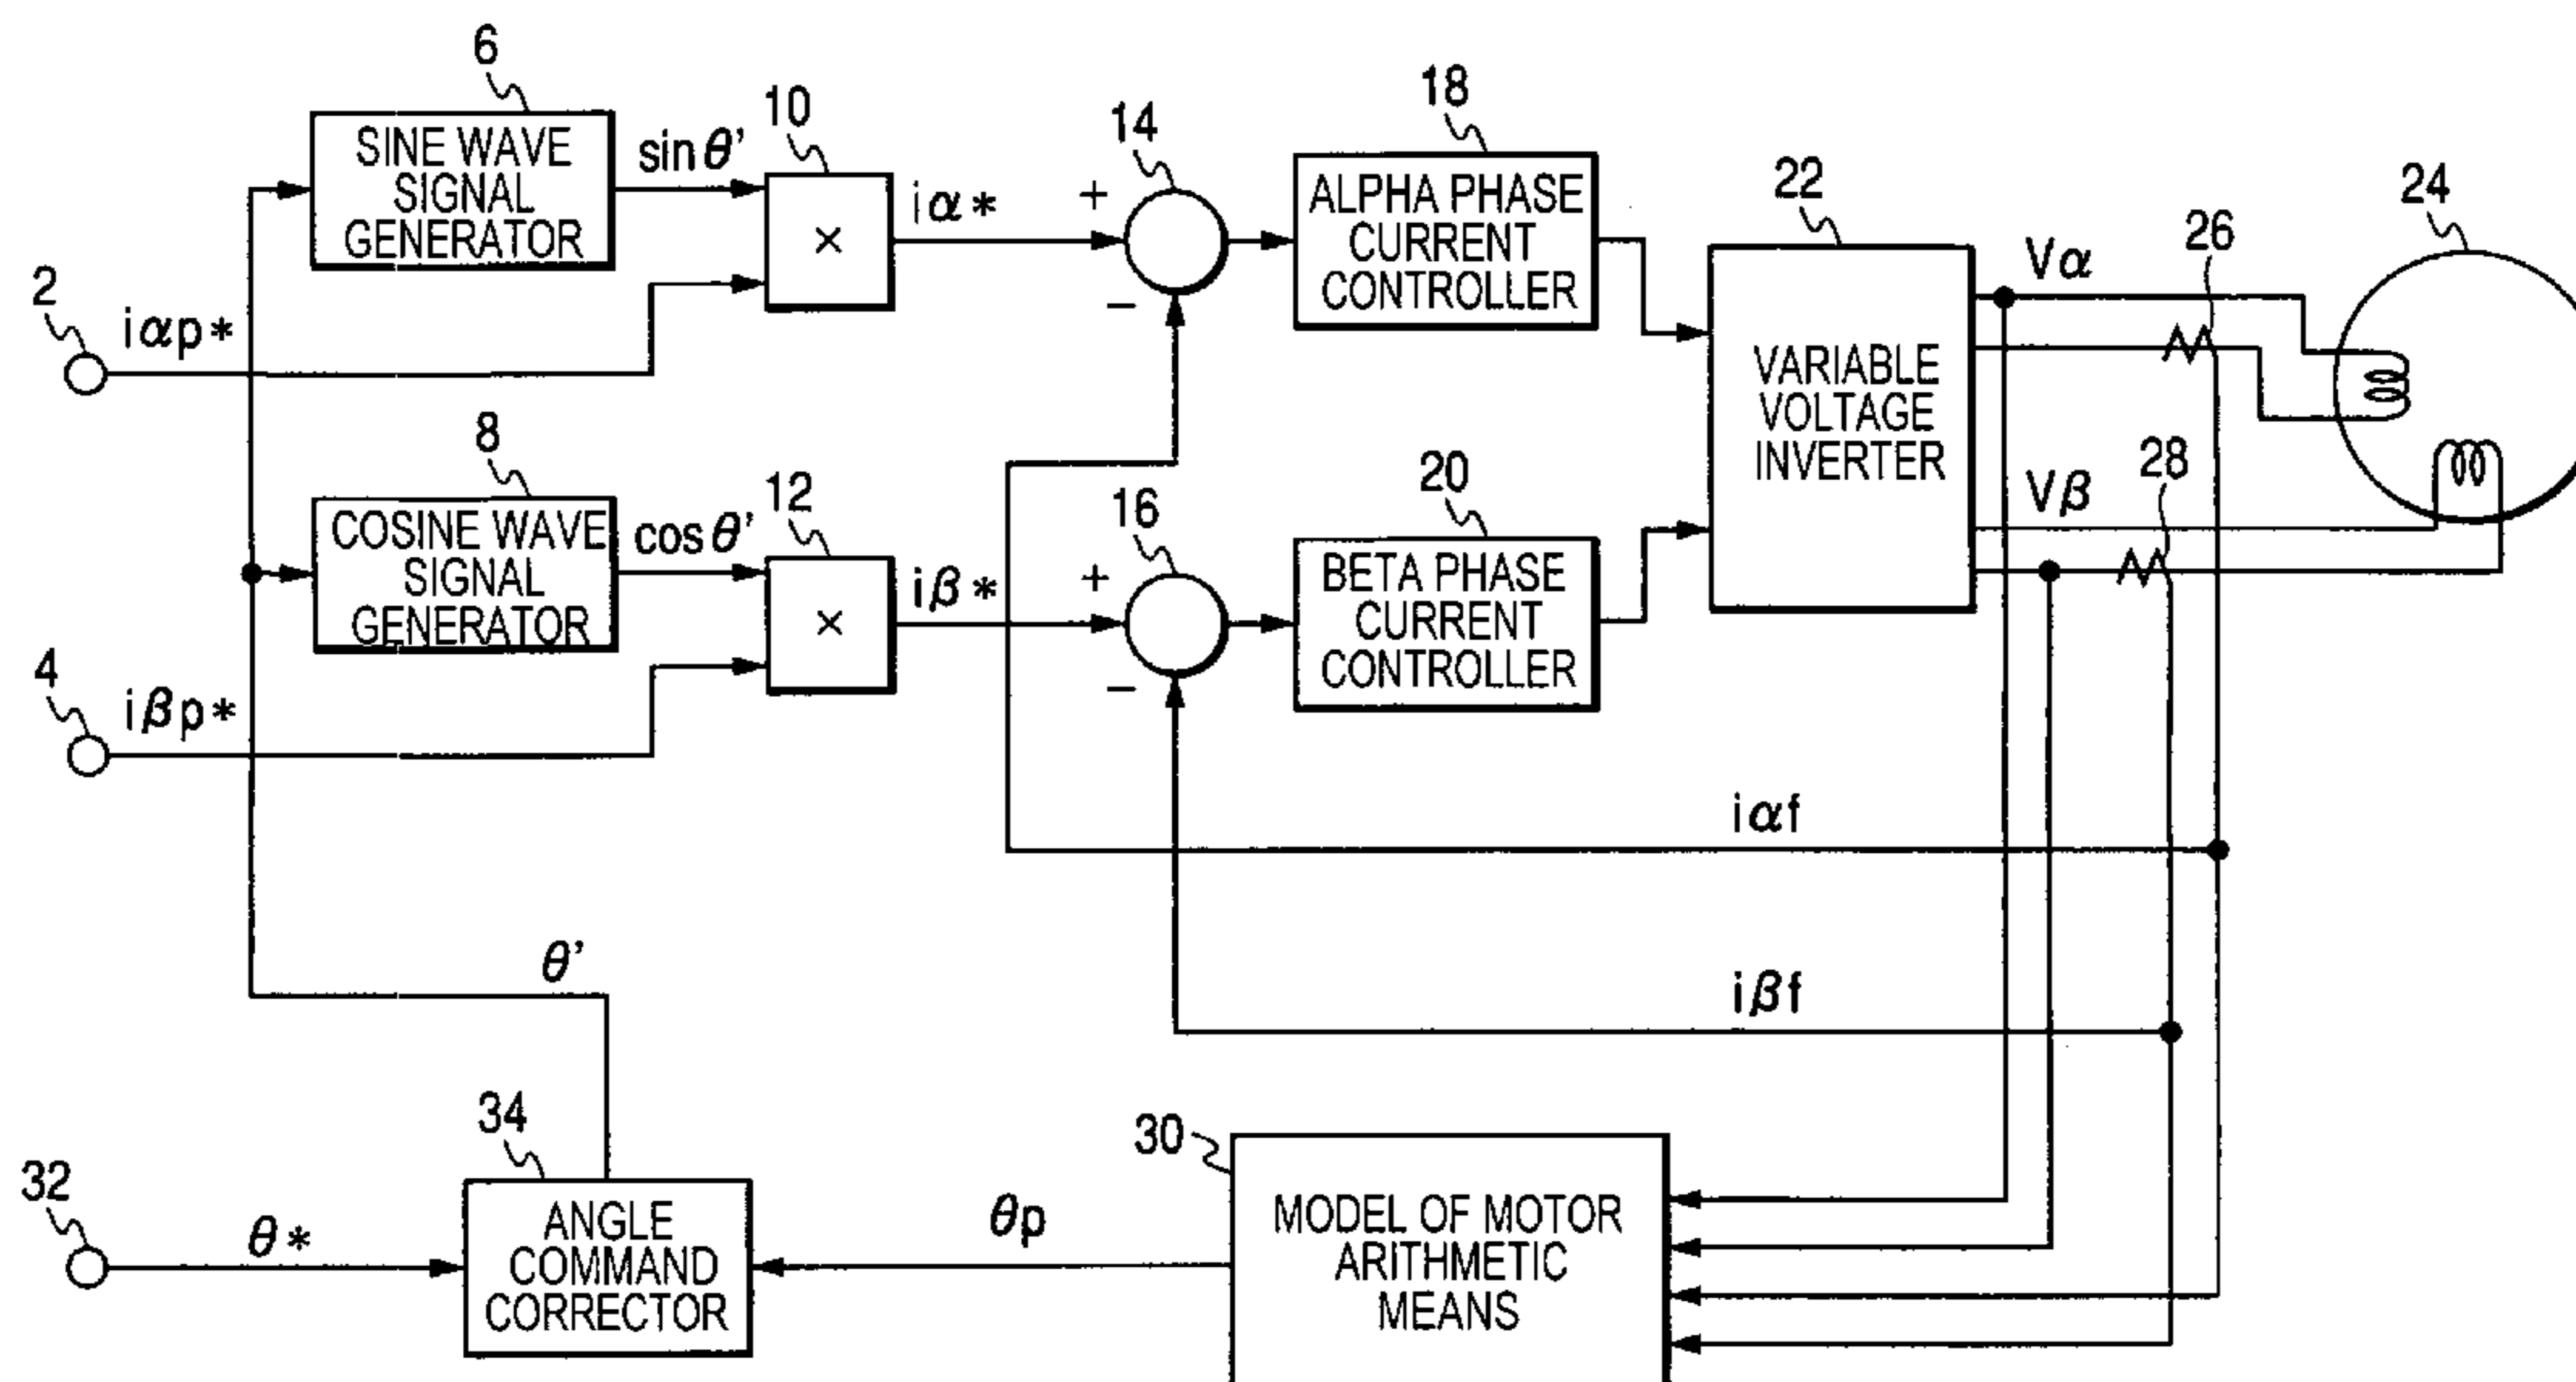 6
SINE WAVE
SIGNAL
GENERATOR
sinθ'
10
×
iα*
14
+
−
18
ALPHA PHASE
CURRENT
CONTROLLER
22
VARIABLE
VOLTAGE
INVERTER
Vα
26
24
2
iαp*
8
COSINE WAVE
SIGNAL
GENERATOR
cosθ'
12
×
iβ*
16
+
−
20
BETA PHASE
CURRENT
CONTROLLER
Vβ
28
4
iβp*
iαf
iβf
θ'
34
ANGLE
COMMAND
CORRECTOR
32
θ*
θp
30
MODEL OF MOTOR
ARITHMETIC
MEANS